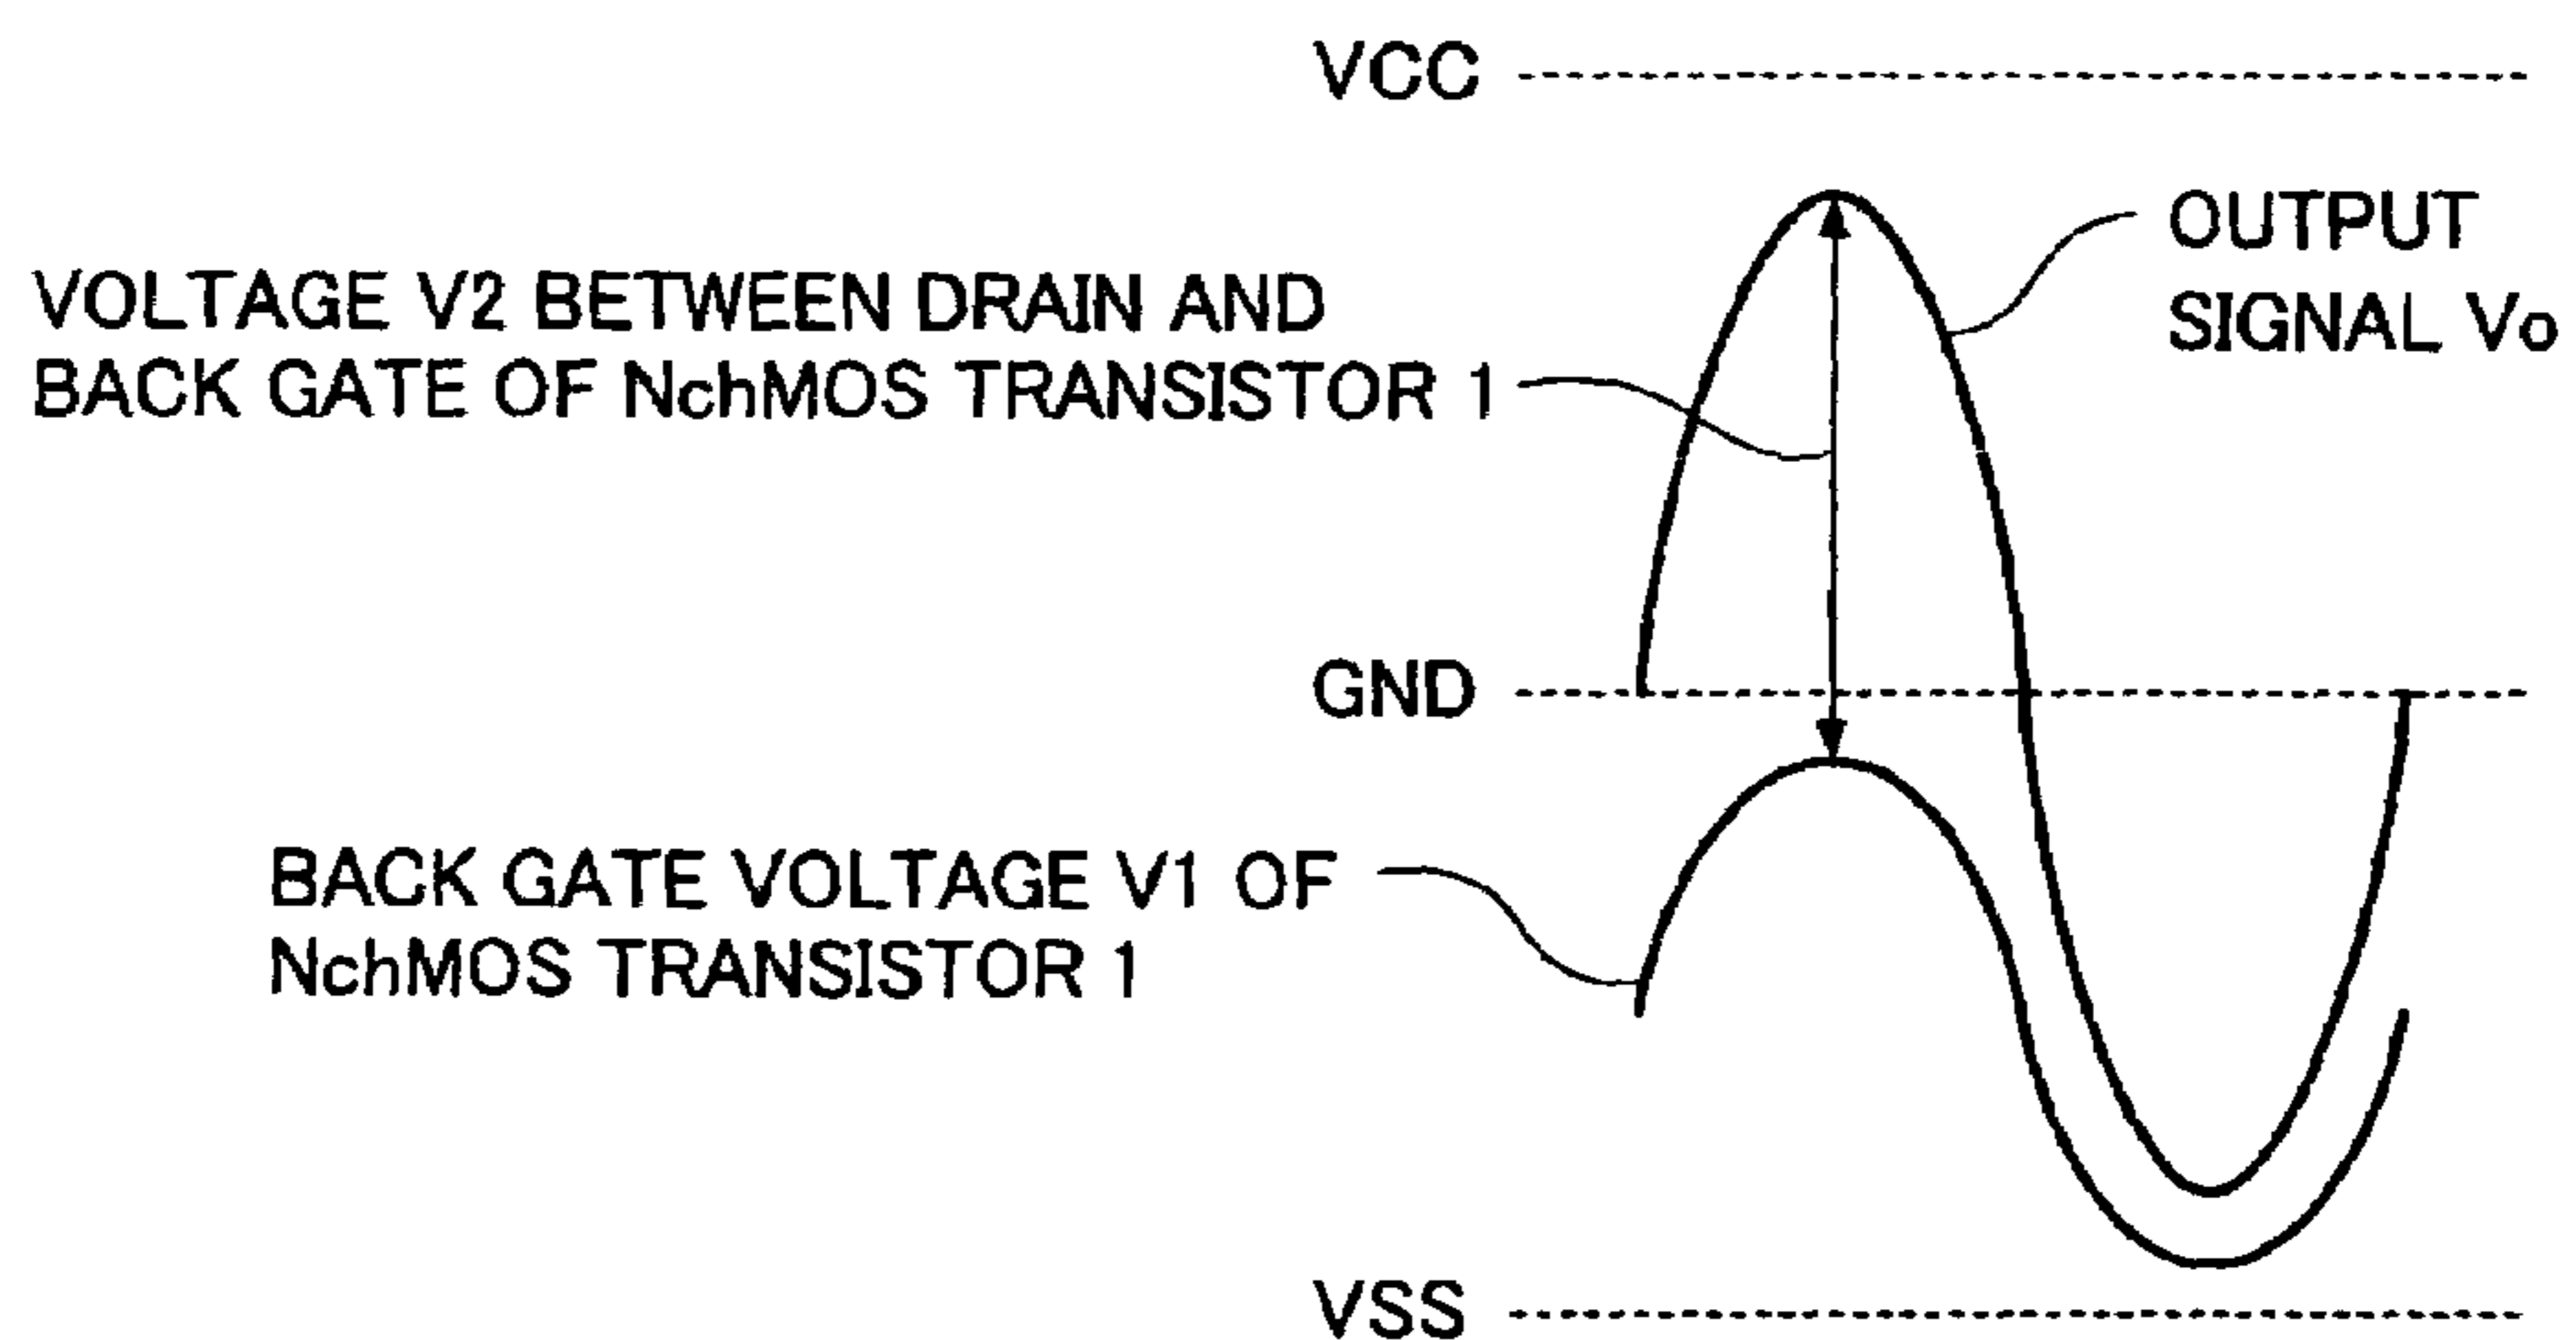 VCC
OUTPUT
SIGNAL Vo
VOLTAGE V2 BETWEEN DRAIN AND
BACK GATE OF NchMOS TRANSISTOR 1
GND
BACK GATE VOLTAGE V1 OF
NchMOS TRANSISTOR 1
VSS